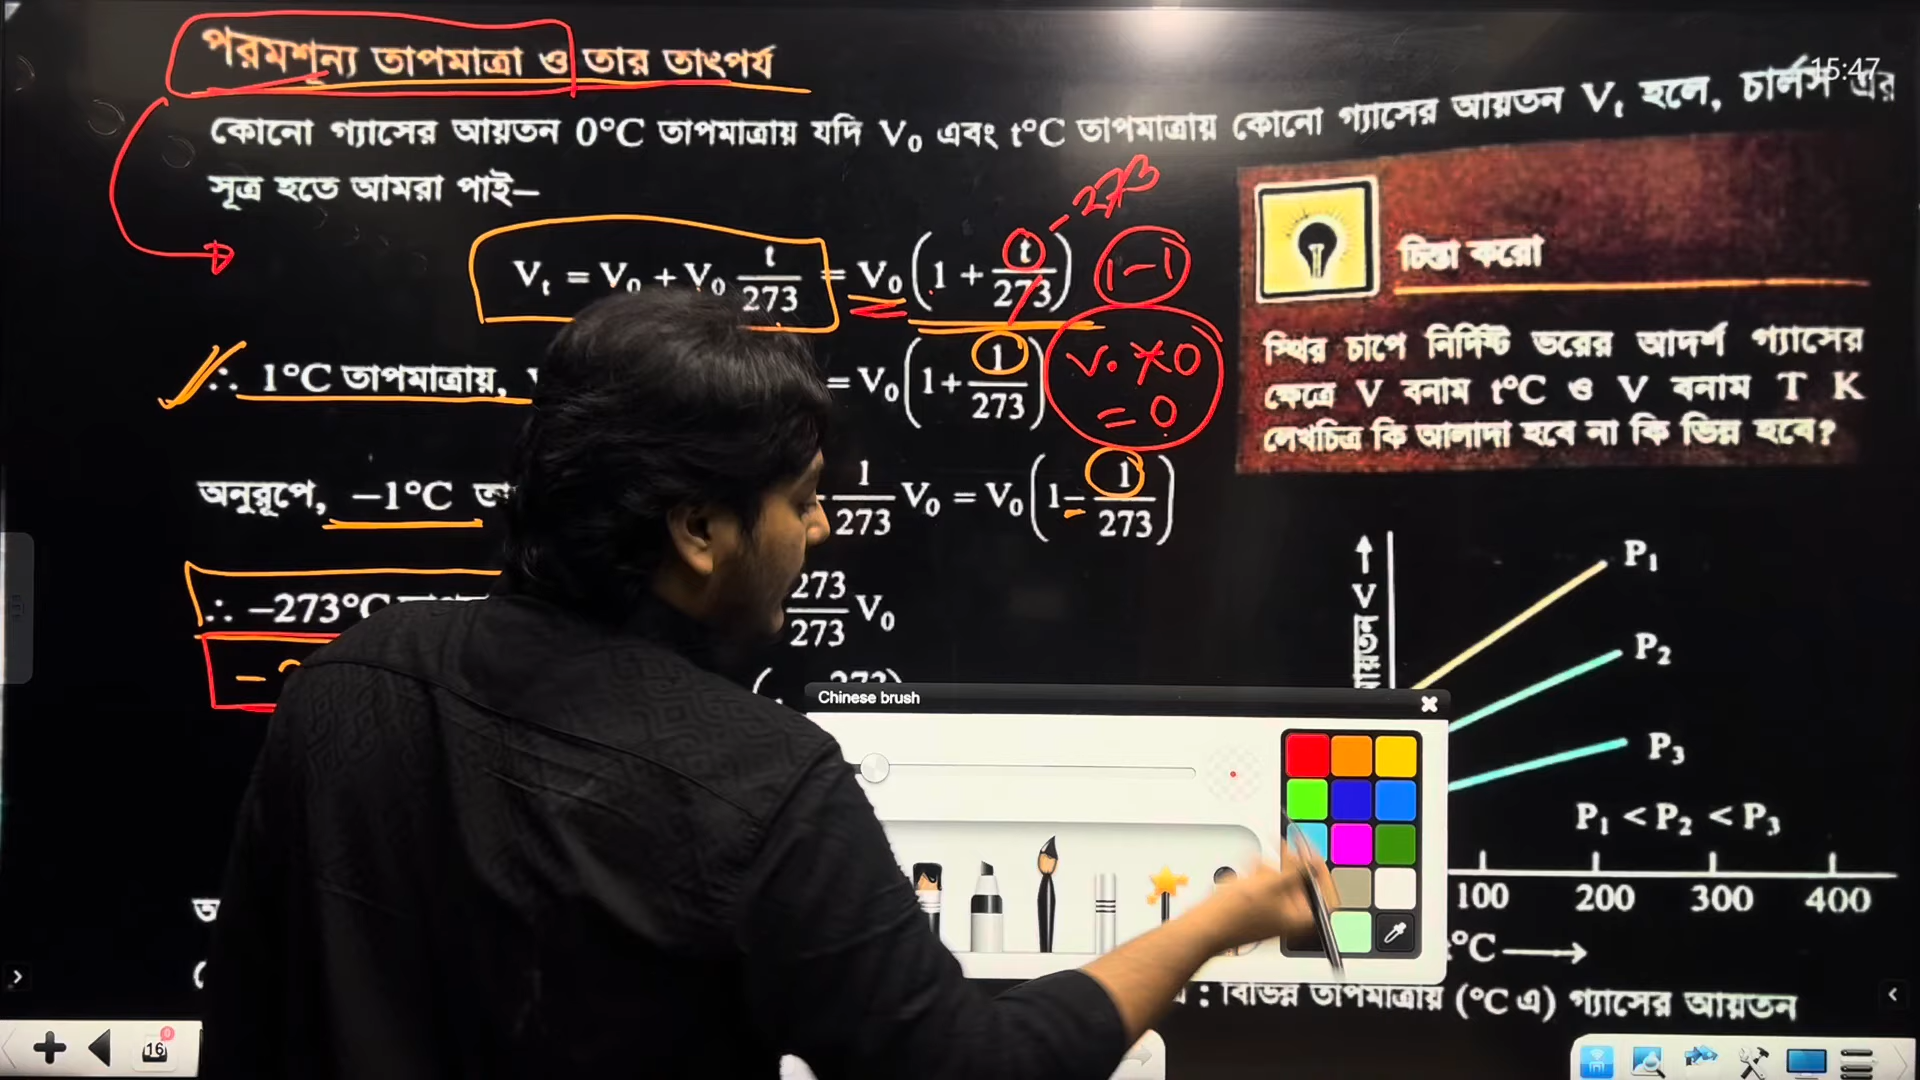 পরমশূন্য তাপমাত্রা ও তার তাৎপর্য
15:47
কোনো গ্যাসের আয়তন 0°C তাপমাত্রায় যদি V₀ এবং t°C তাপমাত্রায় কোনো গ্যাসের আয়তন Vₜ হলে, চার্লস এর
সূত্র হতে আমরা পাই–
-273
Vₜ = V₀ + V₀ t/273 = V₀ (1 + t/273) 1-1
∴ 1°C তাপমাত্রায়, = V₀ (1 + 1/273) V₀ × 0
= 0
অনুরূপে, –1°C 1/273 V₀ = V₀ (1 – 1/273)
∴ –273°C 273/273 V₀
চিন্তা করো
স্থির চাপে নির্দিষ্ট ভরের আদর্শ গ্যাসের
ক্ষেত্রে V বনাম t°C ও V বনাম T K
লেখচিত্র কি আলাদা হবে না কি ভিন্ন হবে?
V
P₁
P₂
P₃
P₁ < P₂ < P₃
100 200 300 400
°C
: বিভিন্ন তাপমাত্রায় (°C এ) গ্যাসের আয়তন
Chinese brush
16